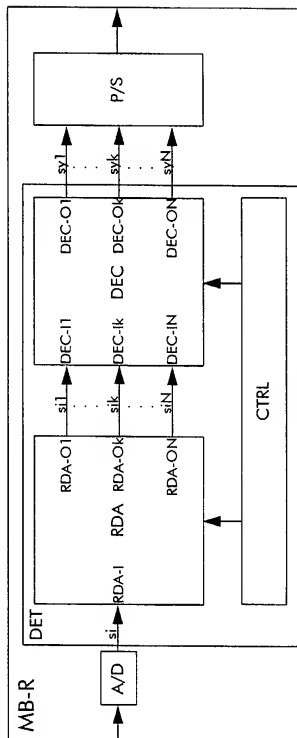 MB-R
DET
A/D
si
RDA-I
RDA
RDA-O1
RDA-Ok
RDA-ON
si1
sik
siN
DEC-I1
DEC-Ik
DEC-IN
DEC
DEC-O1
DEC-Ok
DEC-ON
sy1
syk
syN
P/S
CTRL